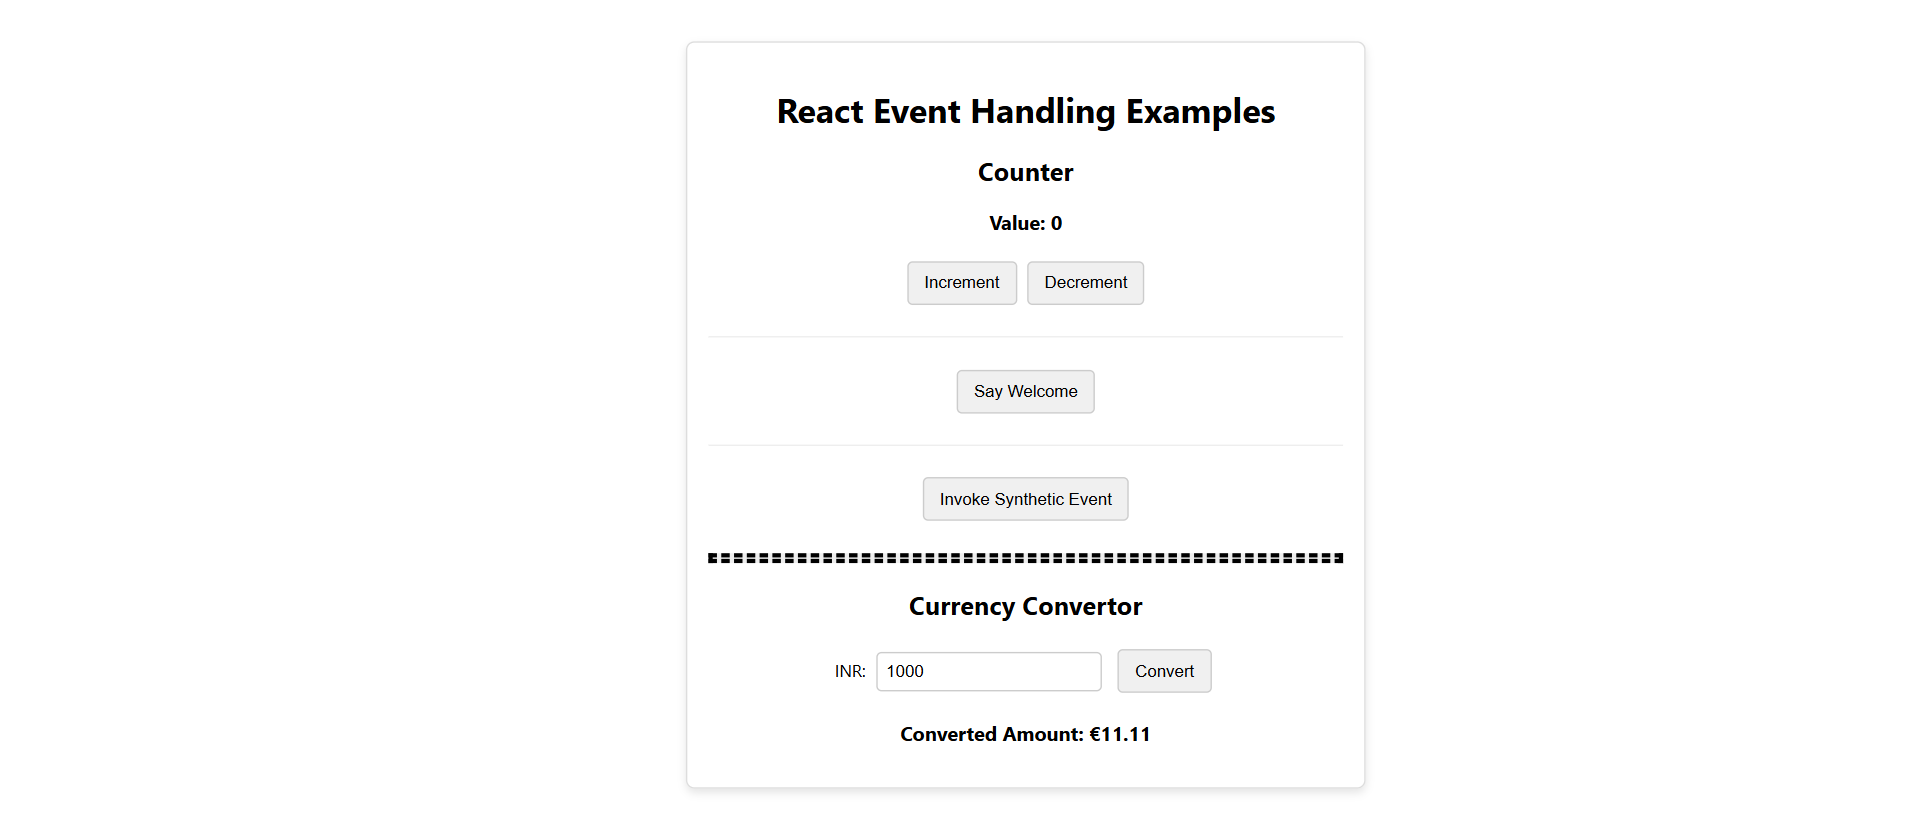 React Event Handling Examples
Counter
Value: 0
Increment Decrement
Say Welcome
Invoke Synthetic Event
Currency Convertor
INR: 1000 Convert
Converted Amount: €11.11